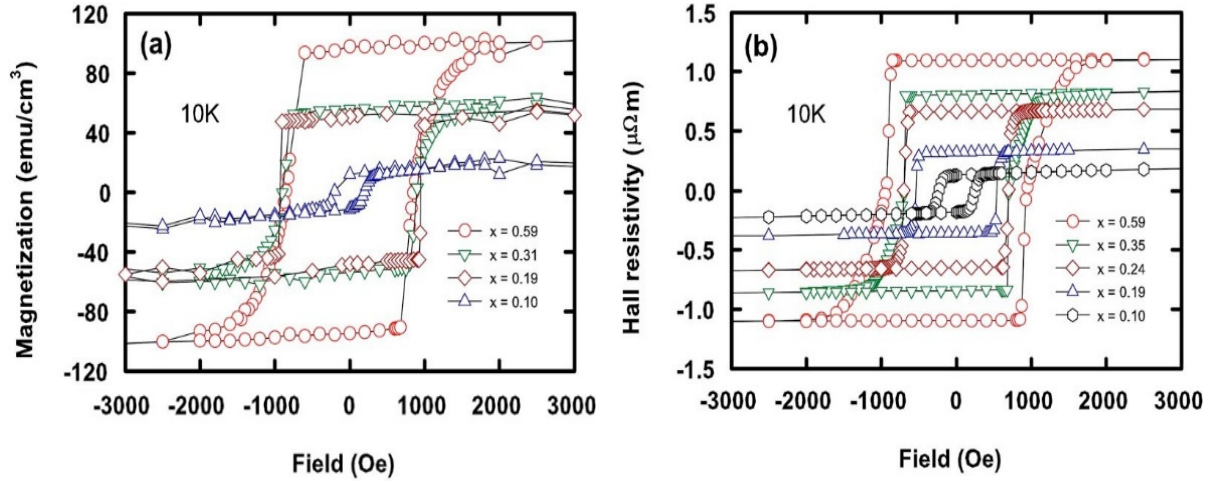 (a)
10K
Magnetization (emu/cm³)
120
80
40
0
-40
-80
-120
x = 0.59
x = 0.31
x = 0.19
x = 0.10
-3000 -2000 -1000 0 1000 2000 3000
Field (Oe)
(b)
10K
Hall resistivity (μΩm)
1.5
1.0
0.5
0.0
-0.5
-1.0
-1.5
x = 0.59
x = 0.35
x = 0.24
x = 0.19
x = 0.10
-3000 -2000 -1000 0 1000 2000 3000
Field (Oe)